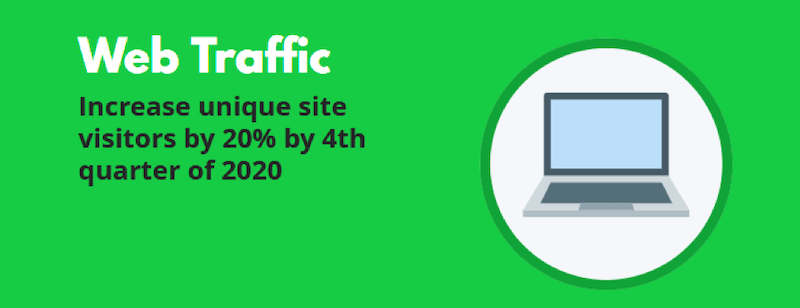 Web Traffic
Increase unique site
visitors by 20% by 4th
quarter of 2020